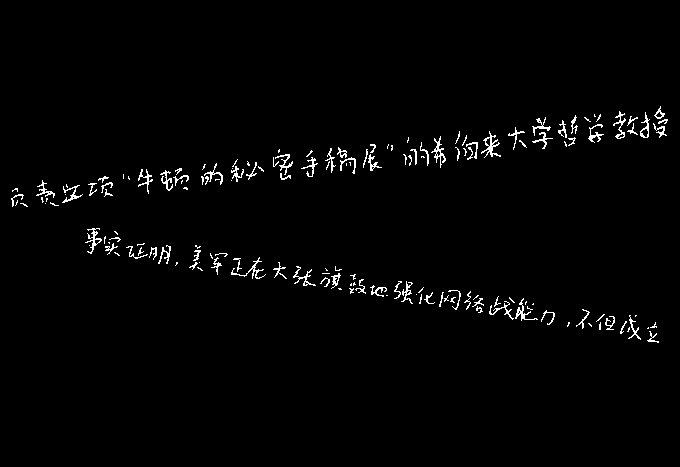 负责这项“牛顿的秘密手稿展”的希伯来大学哲学教授
事实证明,美军正在大张旗鼓地强化网络战能力,不但成立